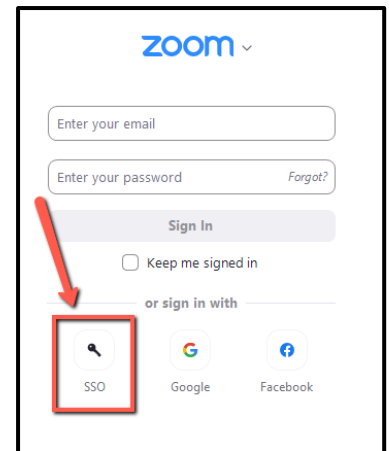 zoom
Enter your email
Enter your password Forgot?
Sign In
Keep me signed in
or sign in with
SSO Google Facebook